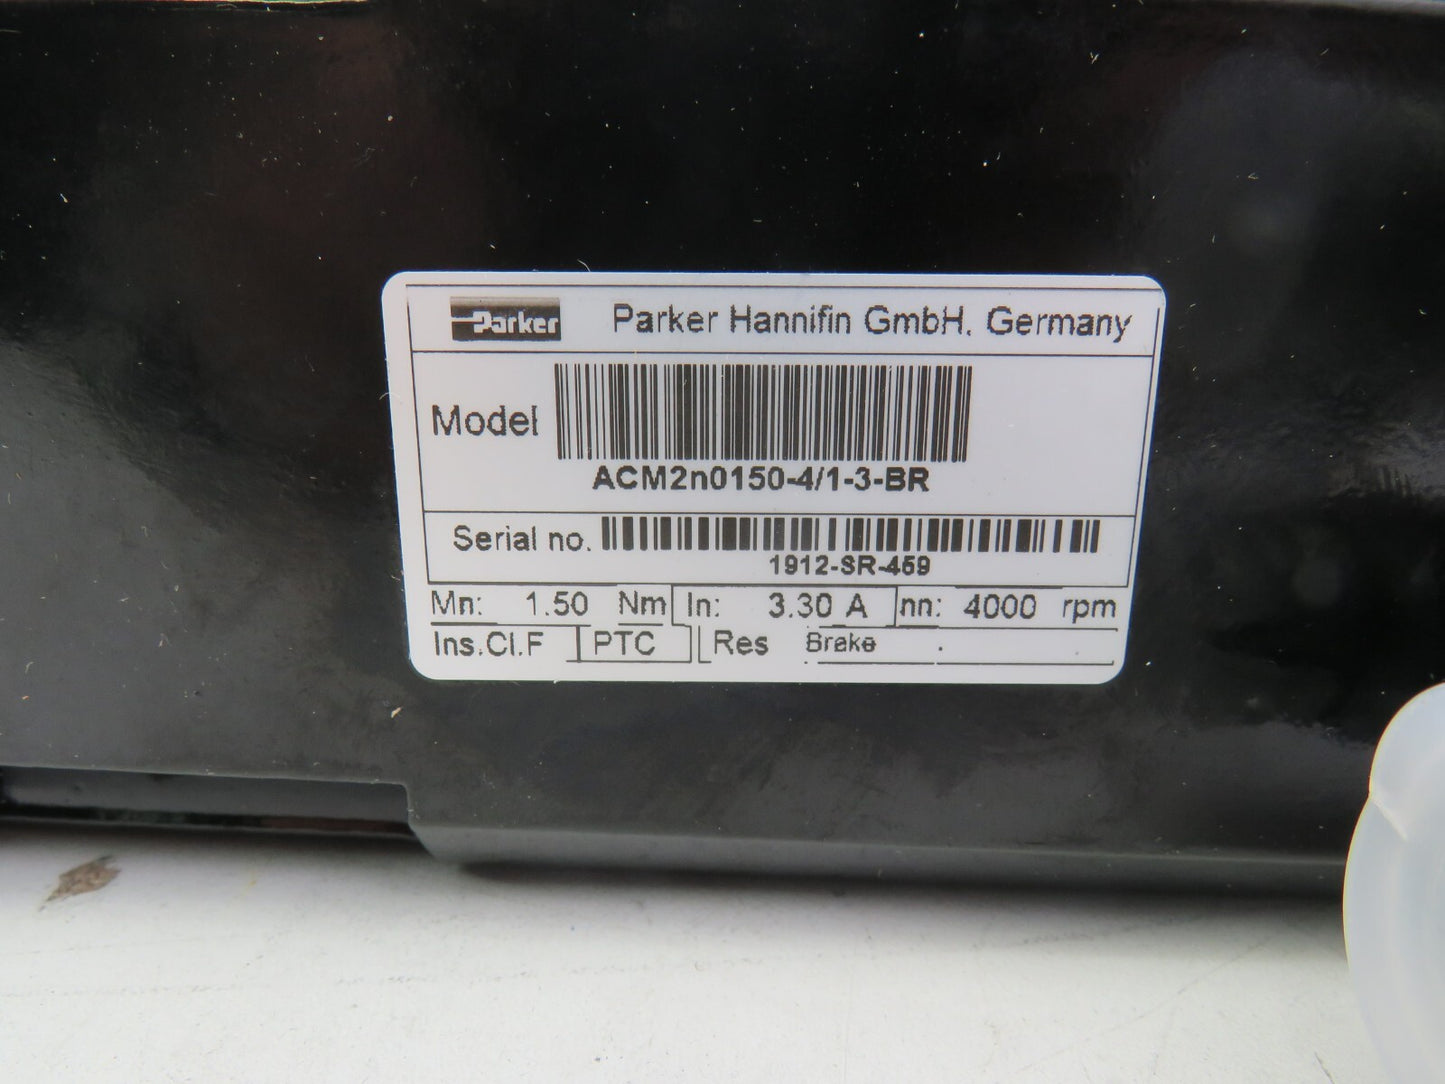 Parker Parker Hannifin GmbH. Germany
Model
ACM2n0150-4/1-3-BR
Serial no.
1912-SR-459
Mn: 1.50 Nm In: 3.30 A nn: 4000 rpm
Ins.Cl.F PTC Res Brake